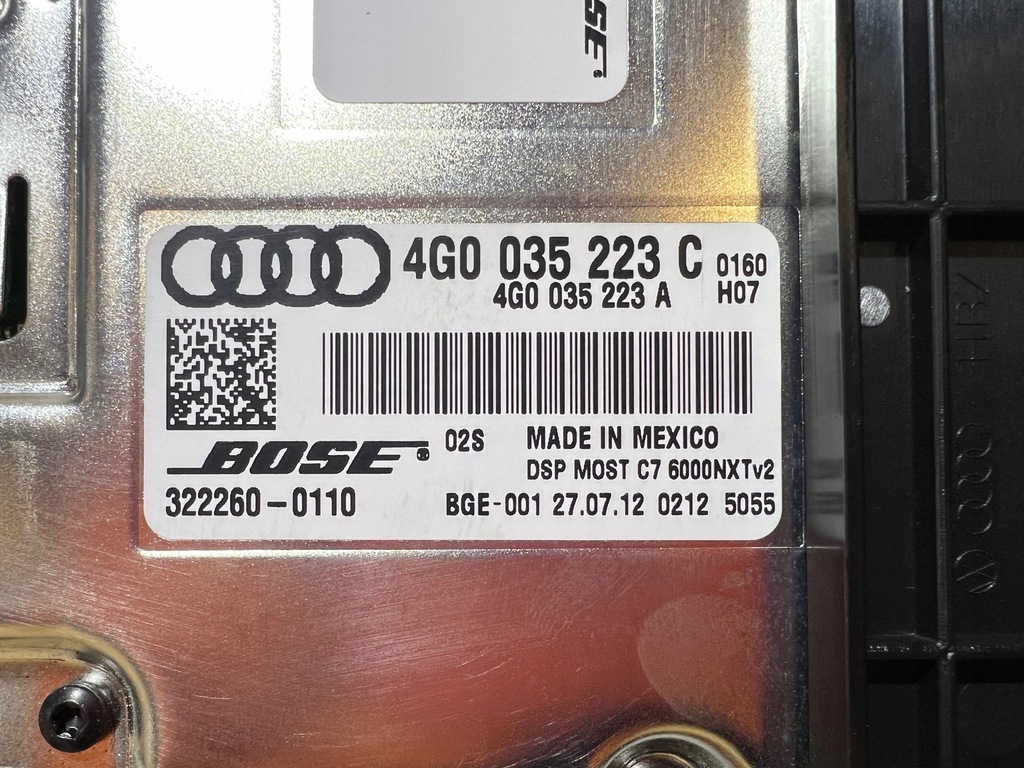 BOSE
4G0 035 223 C 0160
4G0 035 223 A H07
BOSE 02S MADE IN MEXICO
DSP MOST C7 6000NXTv2
322260-0110 BGE-001 27.07.12 0212 5055